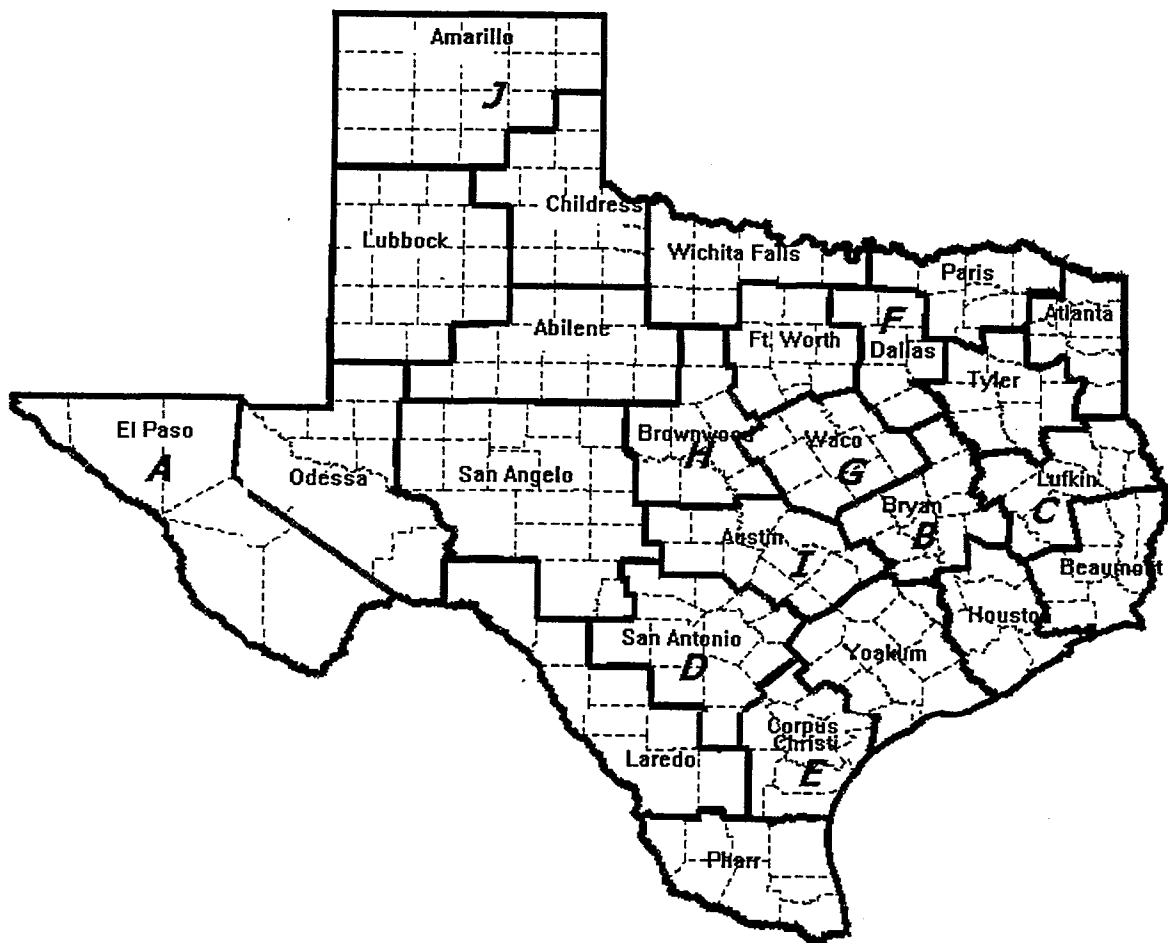 Amarillo
J
Childress
Lubbock
Wichita Falls
Paris
Atlanta
F
Abilene
Ft. Worth
Dallas
Tyler
El Paso
A
Odessa
San Angelo
Brownwood
H
Waco
G
Lufkin
C
Bryan
B
Austin
I
Beaumont
Houston
San Antonio
D
Yoakum
Corpus
Christi
E
Laredo
Pharr